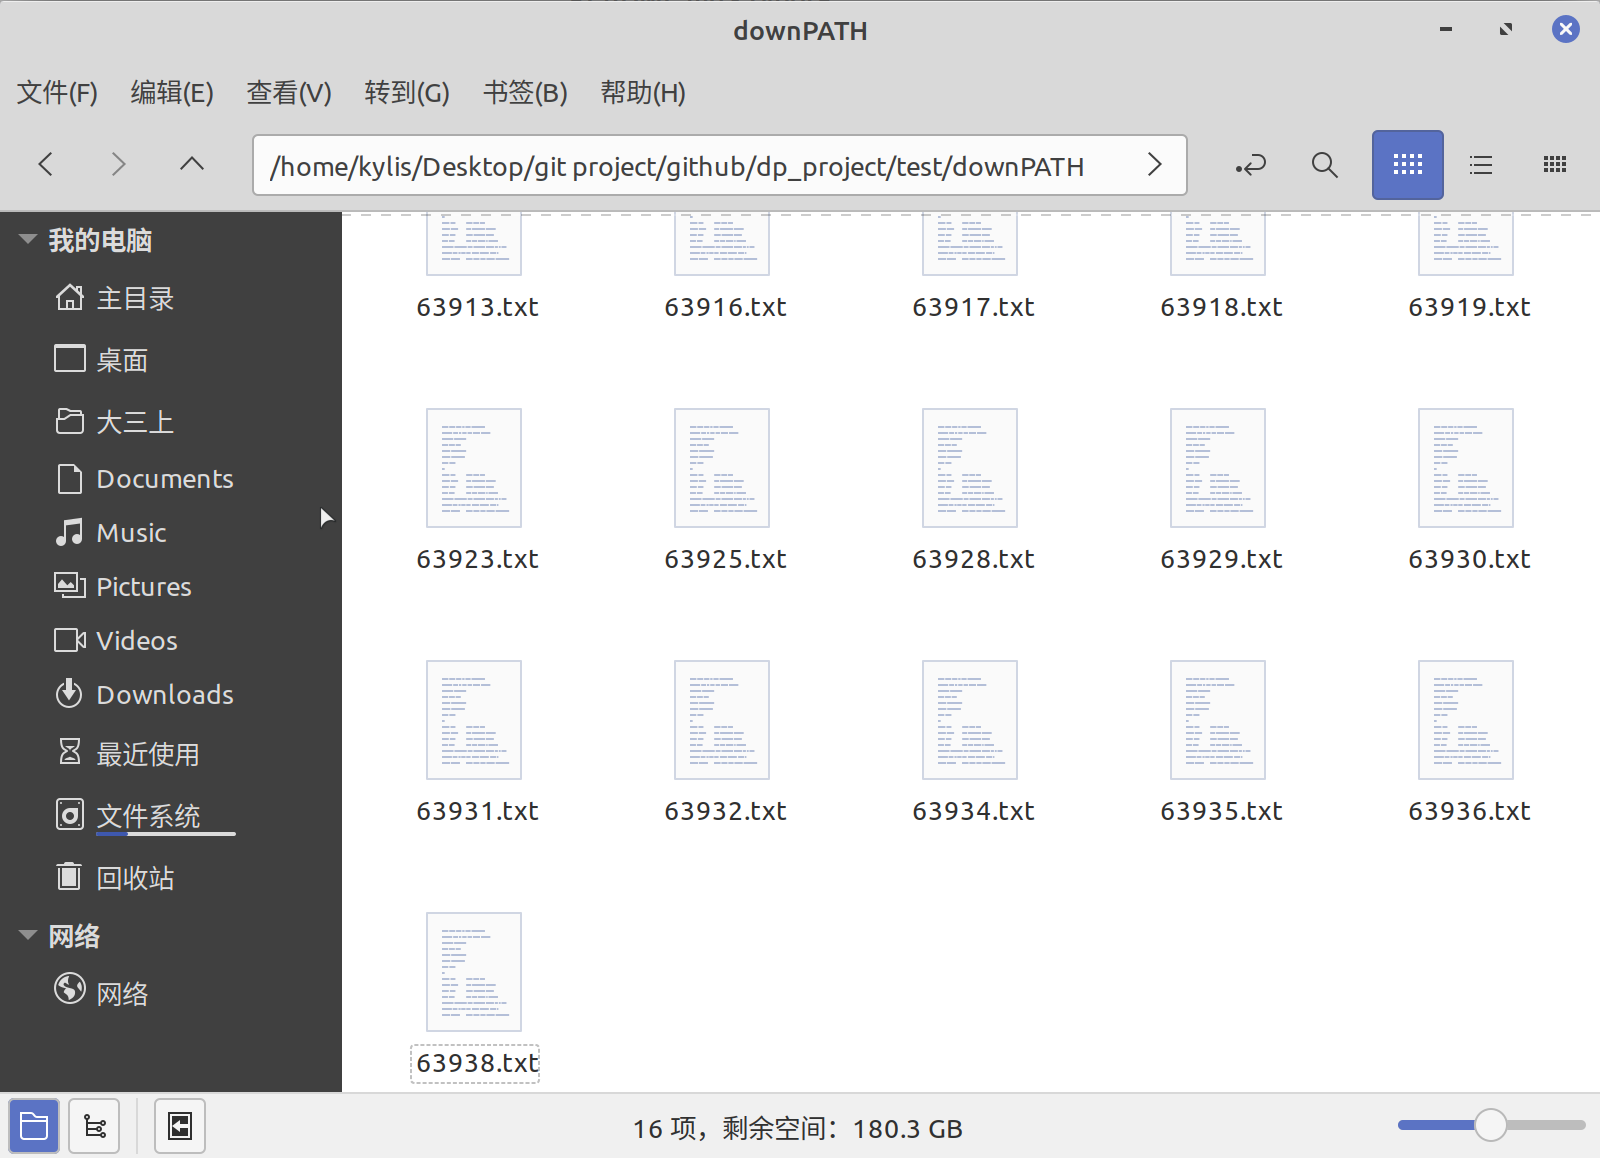 downPATH
文件(F) 编辑(E) 查看(V) 转到(G) 书签(B) 帮助(H)
/home/kylis/Desktop/git project/github/dp_project/test/downPATH
我的电脑
主目录
桌面
大三上
Documents
Music
Pictures
Videos
Downloads
最近使用
文件系统
回收站
网络
网络
63913.txt 63916.txt 63917.txt 63918.txt 63919.txt
63923.txt 63925.txt 63928.txt 63929.txt 63930.txt
63931.txt 63932.txt 63934.txt 63935.txt 63936.txt
63938.txt
16 项，剩余空间：180.3 GB